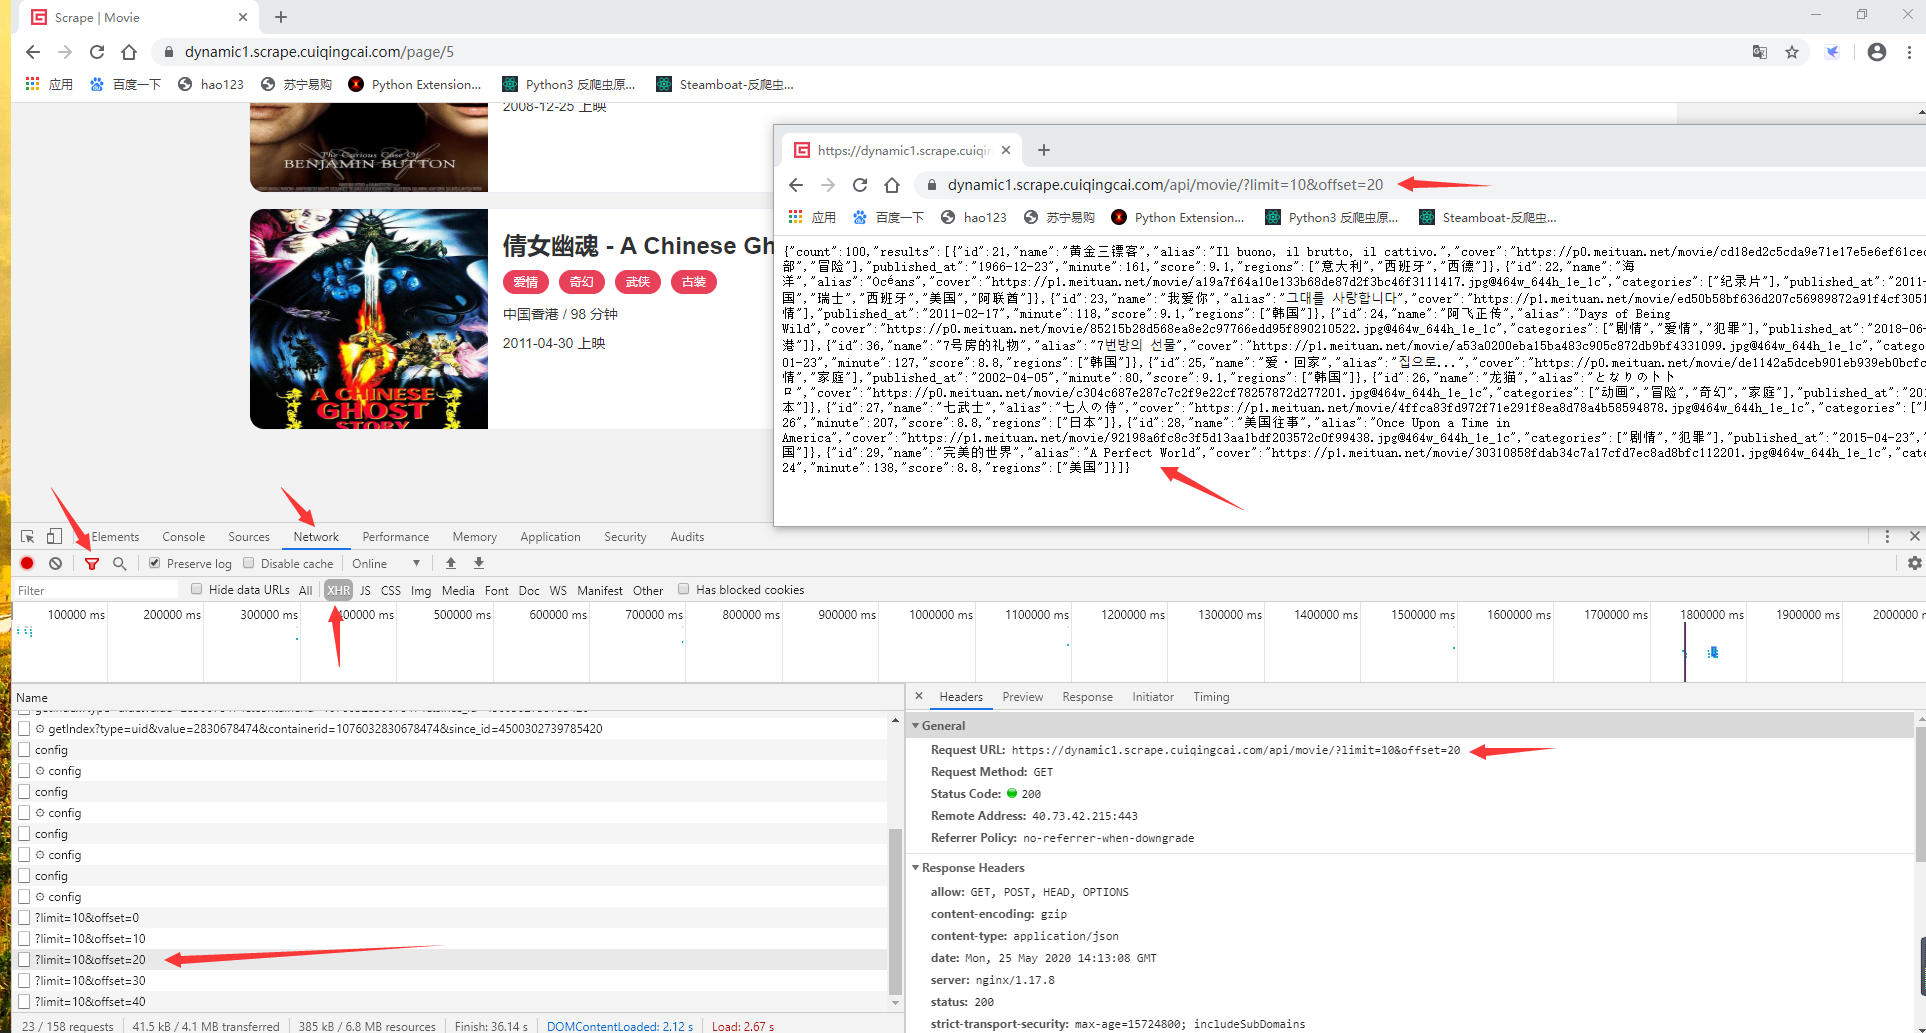 Scrape | Movie
dynamic1.scrape.cuiqingcai.com/page/5
应用 百度一下 hao123 苏宁易购 Python Extension... Python3 反爬虫原... Steamboat-反爬虫...
2008-12-25 上映
The Curious Case Of
BENJAMIN BUTTON
倩女幽魂 - A Chinese Gh
爱情 奇幻 武侠 古装
中国香港 / 98 分钟
2011-04-30 上映
A CHINESE
GHOST
STORY
https://dynamic1.scrape.cuiqin
dynamic1.scrape.cuiqingcai.com/api/movie/?limit=10&offset=20
应用 百度一下 hao123 苏宁易购 Python Extension... Python3 反爬虫原... Steamboat-反爬虫...
{"count":100,"results":[{"id":21,"name":"黄金三镖客","alias":"Il buono, il brutto, il cattivo.","cover":"https://p0.meituan.net/movie/cd18ed2c5cda9e71e17e5e6ef61cec
部","冒险"],"published_at":"1966-12-23","minute":161,"score":9.1,"regions":["意大利","西班牙","西德"]},{"id":22,"name":"海
洋","alias":"Océans","cover":"https://p1.meituan.net/movie/a19a7f64a10e133b68de87d2f3bc46f3111417.jpg@464w_644h_1e_1c","categories":["纪录片"],"published_at":"2011-
国","瑞士","西班牙","美国","阿联酋"]},{"id":23,"name":"我爱你","alias":"그대를 사랑합니다","cover":"https://p1.meituan.net/movie/ed50b58bf636d207c56989872a91f4cf3051
情"],"published_at":"2011-02-17","minute":118,"score":9.1,"regions":["韩国"]},{"id":24,"name":"阿飞正传","alias":"Days of Being
Wild","cover":"https://p0.meituan.net/movie/85215b28d568ea8e2c97766edd95f890210522.jpg@464w_644h_1e_1c","categories":["剧情","爱情","犯罪"],"published_at":"2018-06-
港"]},{"id":36,"name":"7号房的礼物","alias":"7번방의 선물","cover":"https://p1.meituan.net/movie/a53a0200eba15ba483c905c872db9bf4331099.jpg@464w_644h_1e_1c","catego
01-23","minute":127,"score":8.8,"regions":["韩国"]},{"id":25,"name":"爱·回家","alias":"집으로...","cover":"https://p0.meituan.net/movie/de1142a5dceb901eb939eb0bcfc
情","家庭"],"published_at":"2002-04-05","minute":80,"score":9.1,"regions":["韩国"]},{"id":26,"name":"龙猫","alias":"となりのトト
ロ","cover":"https://p0.meituan.net/movie/c304c687e287c7c2f9e22cf78257872d277201.jpg@464w_644h_1e_1c","categories":["动画","冒险","奇幻","家庭"],"published_at":"201
本"]},{"id":27,"name":"七武士","alias":"七人の侍","cover":"https://p1.meituan.net/movie/4ffca83fd972f71e291f8ea8d78a4b58594878.jpg@464w_644h_1e_1c","categories":["
26","minute":207,"score":8.8,"regions":["日本"]},{"id":28,"name":"美国往事","alias":"Once Upon a Time in
America","cover":"https://p1.meituan.net/movie/92198a6fc8c3f5d13aa1bdf203572c0f99438.jpg@464w_644h_1e_1c","categories":["剧情","犯罪"],"published_at":"2015-04-23","
国"]},{"id":29,"name":"完美的世界","alias":"A Perfect World","cover":"https://p1.meituan.net/movie/30310858fdab34c7a17cfd7ec8ad8bfc112201.jpg@464w_644h_1e_1c","cate
24","minute":138,"score":8.8,"regions":["美国"]}]}
Elements Console Sources Network Performance Memory Application Security Audits
Preserve log Disable cache Online
Filter Hide data URLs All XHR JS CSS Img Media Font Doc WS Manifest Other Has blocked cookies
100000 ms 200000 ms 300000 ms 400000 ms 500000 ms 600000 ms 700000 ms 800000 ms 900000 ms 1000000 ms 1100000 ms 1200000 ms 1300000 ms 1400000 ms 1500000 ms 1600000 ms 1700000 ms 1800000 ms 1900000 ms 2000000 m
Name
getIndex?type=uid&value=2830678474&containerid=1076032830678474&since_id=4500302739785420
config
config
config
config
config
config
config
config
?limit=10&offset=0
?limit=10&offset=10
?limit=10&offset=20
?limit=10&offset=30
?limit=10&offset=40
23 / 158 requests 41.5 kB / 4.1 MB transferred 385 kB / 6.8 MB resources Finish: 36.14 s DOMContentLoaded: 2.12 s Load: 2.67 s
Headers Preview Response Initiator Timing
General
Request URL: https://dynamic1.scrape.cuiqingcai.com/api/movie/?limit=10&offset=20
Request Method: GET
Status Code: 200
Remote Address: 40.73.42.215:443
Referrer Policy: no-referrer-when-downgrade
Response Headers
allow: GET, POST, HEAD, OPTIONS
content-encoding: gzip
content-type: application/json
date: Mon, 25 May 2020 14:13:08 GMT
server: nginx/1.17.8
status: 200
strict-transport-security: max-age=15724800; includeSubDomains